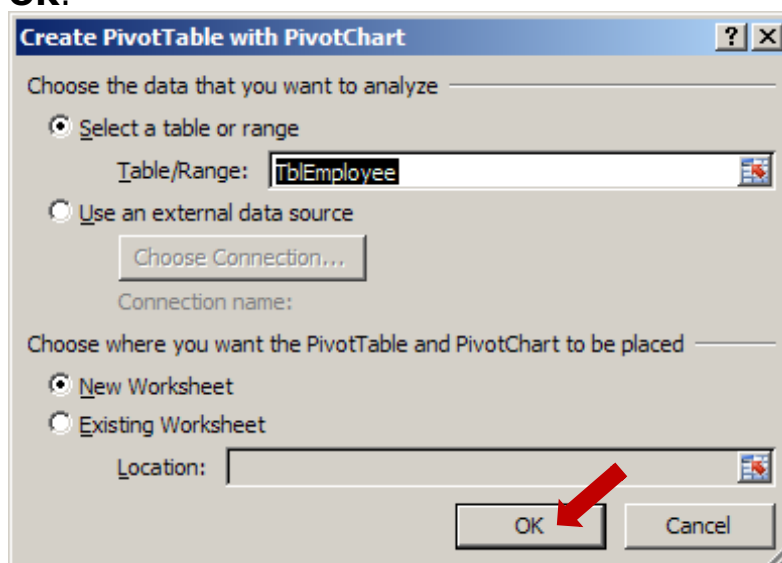 OK.
Create PivotTable with PivotChart
Choose the data that you want to analyze
Select a table or range
Table/Range: TblEmployee
Use an external data source
Choose Connection...
Connection name:
Choose where you want the PivotTable and PivotChart to be placed
New Worksheet
Existing Worksheet
Location:
OK Cancel